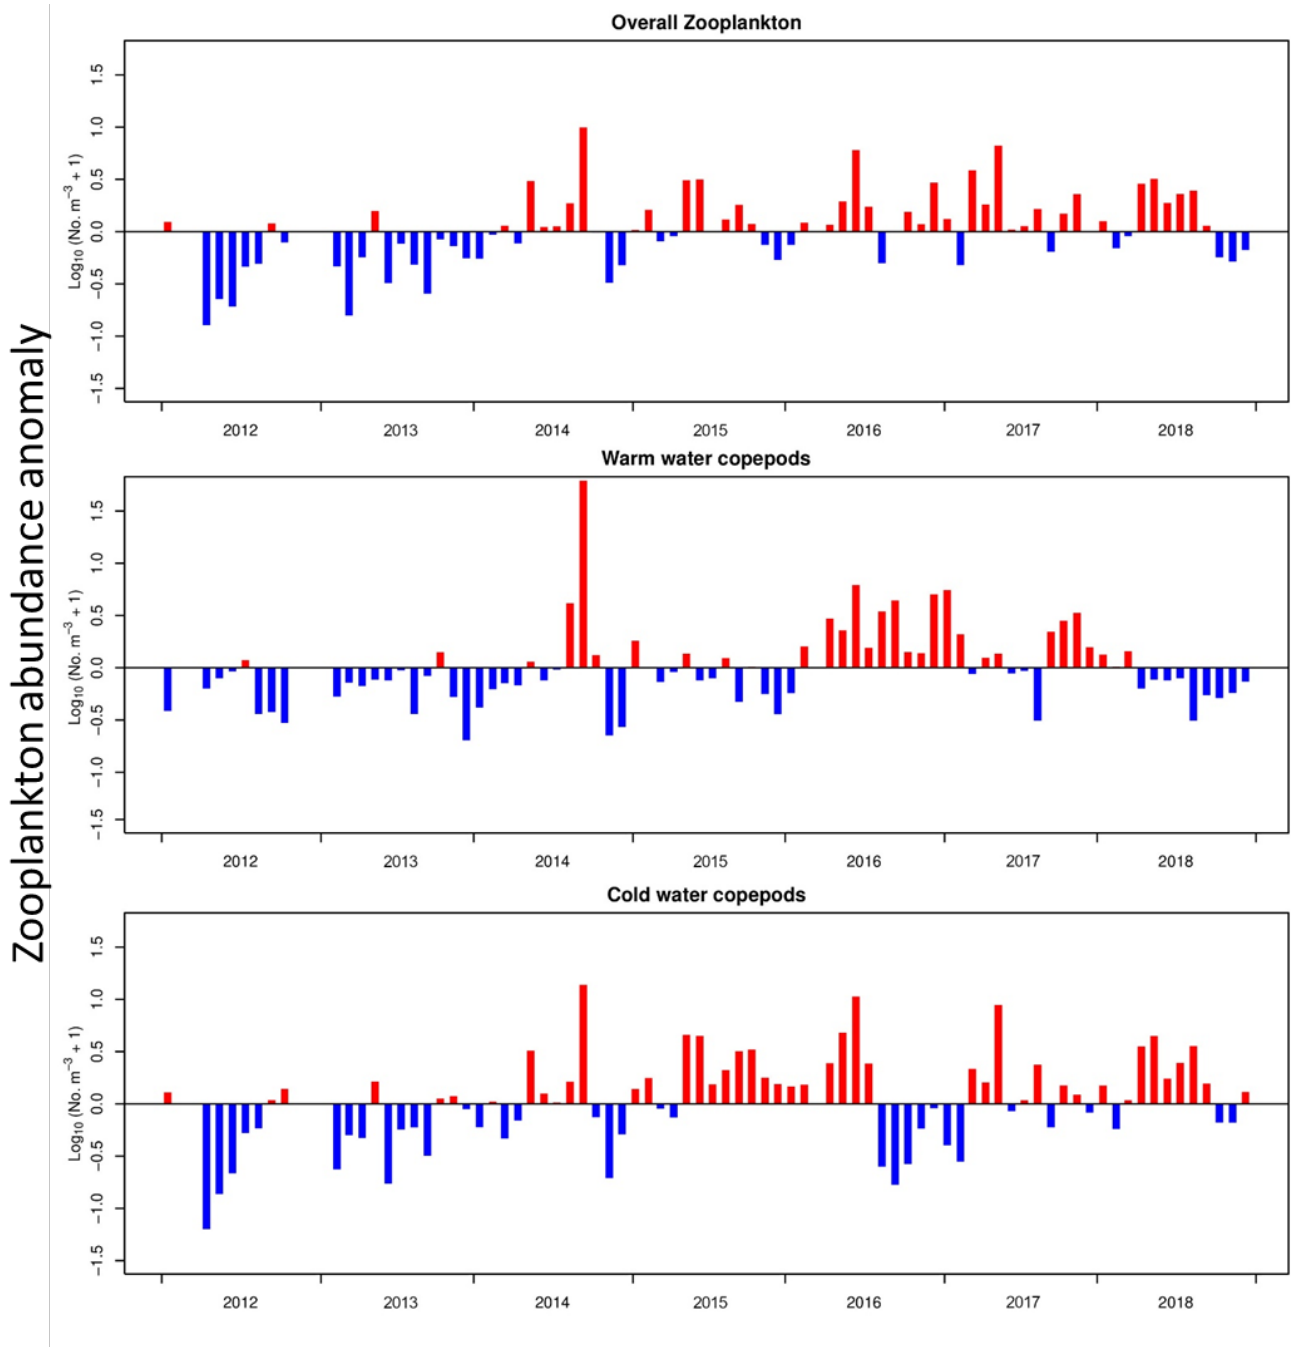 Zooplankton abundance anomaly
Overall Zooplankton
Log10 (No. m−3 + 1)
1.5
1.0
0.5
0.0
−0.5
−1.0
−1.5
2012 2013 2014 2015 2016 2017 2018
Warm water copepods
Log10 (No. m−3 + 1)
1.5
1.0
0.5
0.0
−0.5
−1.0
−1.5
2012 2013 2014 2015 2016 2017 2018
Cold water copepods
Log10 (No. m−3 + 1)
1.5
1.0
0.5
0.0
−0.5
−1.0
−1.5
2012 2013 2014 2015 2016 2017 2018